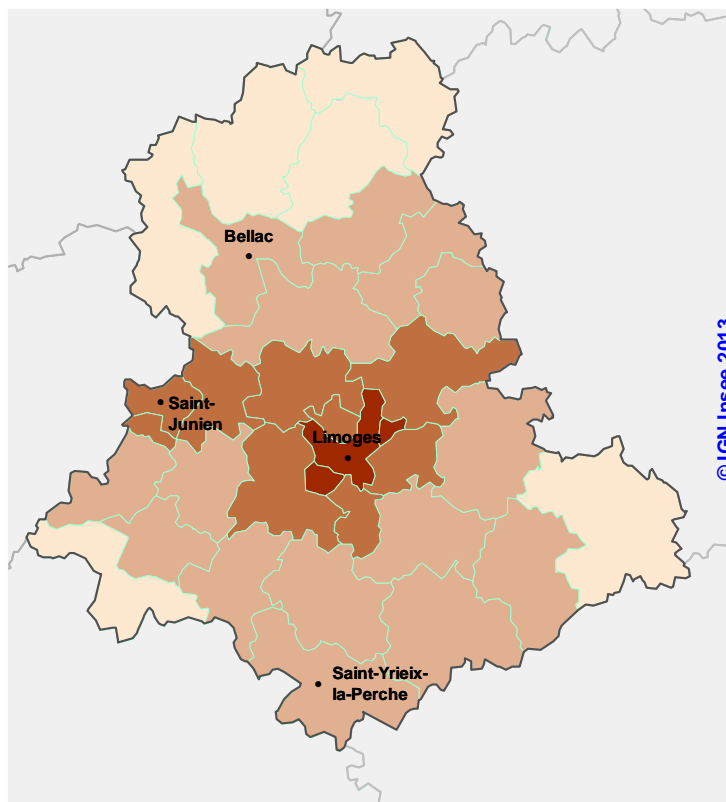 Bellac
Saint-
Junien
Limoges
Saint-Yrieix-
la-Perche
© IGN Insee 2013